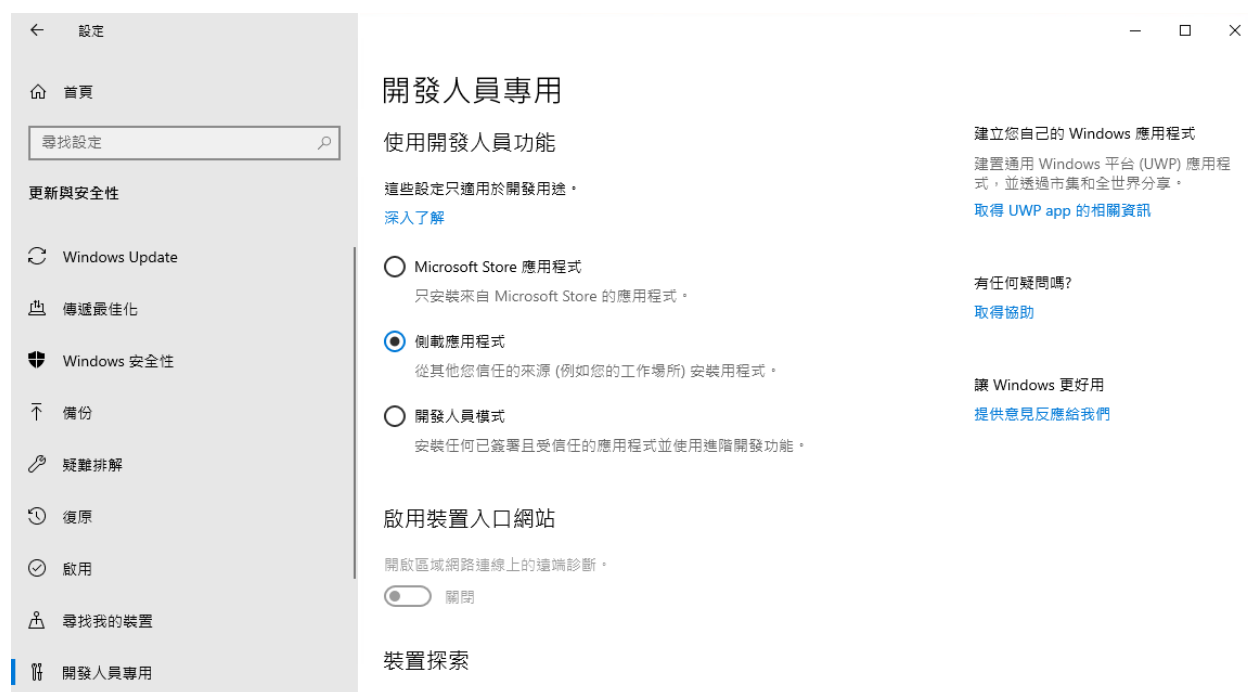 設定
首頁
尋找設定
更新與安全性
Windows Update
傳遞最佳化
Windows 安全性
備份
疑難排解
復原
啟用
尋找我的裝置
開發人員專用
開發人員專用
使用開發人員功能
這些設定只適用於開發用途。
深入了解
Microsoft Store 應用程式
只安裝來自 Microsoft Store 的應用程式。
側載應用程式
從其他您信任的來源 (例如您的工作場所) 安裝用程式。
開發人員模式
安裝任何已簽署且受信任的應用程式並使用進階開發功能。
啟用裝置入口網站
開啟區域網路連線上的遠端診斷。
關閉
裝置探索
建立您自己的 Windows 應用程式
建置通用 Windows 平台 (UWP) 應用程
式，並透過市集和全世界分享。
取得 UWP app 的相關資訊
有任何疑問嗎?
取得協助
讓 Windows 更好用
提供意見反應給我們